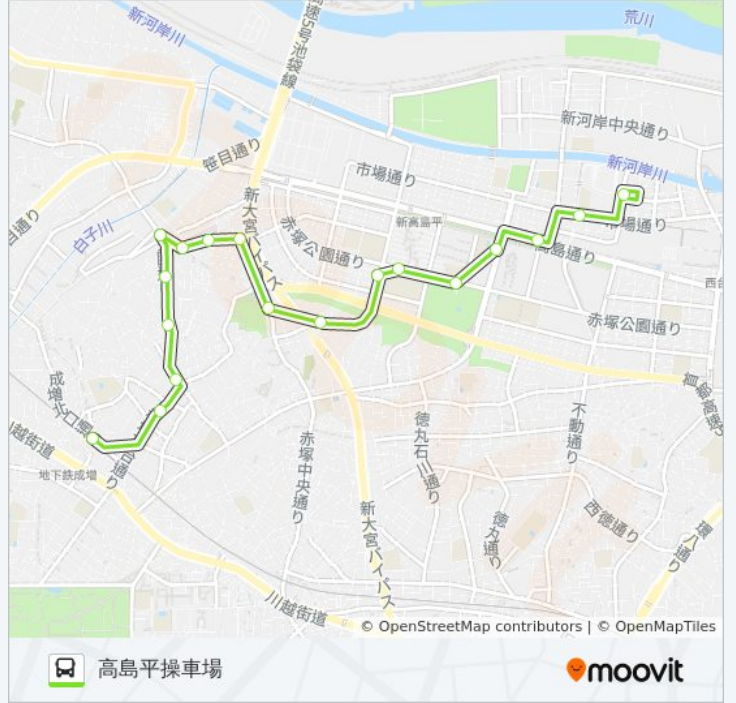 新河岸川
高速5号池袋線
荒川
新河岸中央通り
笹目通り
市場通り
新河岸川
新大宮バイパス
新高島平
市場通り
白子川
赤塚公園通り
高島通り
西台
赤塚公園通り
成増北口通り
川越街道
地下鉄成増
赤塚中央通り
徳丸石川通り
不動通り
高島通り
新大宮バイパス
徳丸通り
西徳通り
環八通り
川越街道
© OpenStreetMap contributors | © OpenMapTiles
高島平操車場
moovit